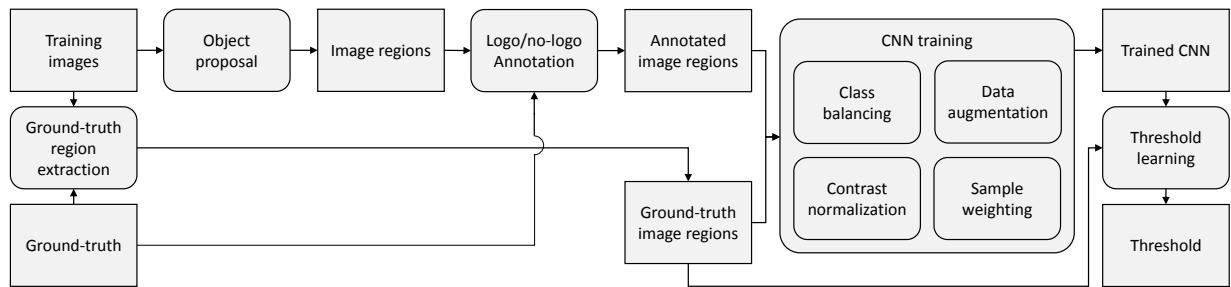 Training
images
Object
proposal
Image regions
Logo/no-logo
Annotation
Annotated
image regions
CNN training
Class
balancing
Data
augmentation
Contrast
normalization
Sample
weighting
Trained CNN
Ground-truth
region
extraction
Threshold
learning
Ground-truth
Ground-truth
image regions
Threshold